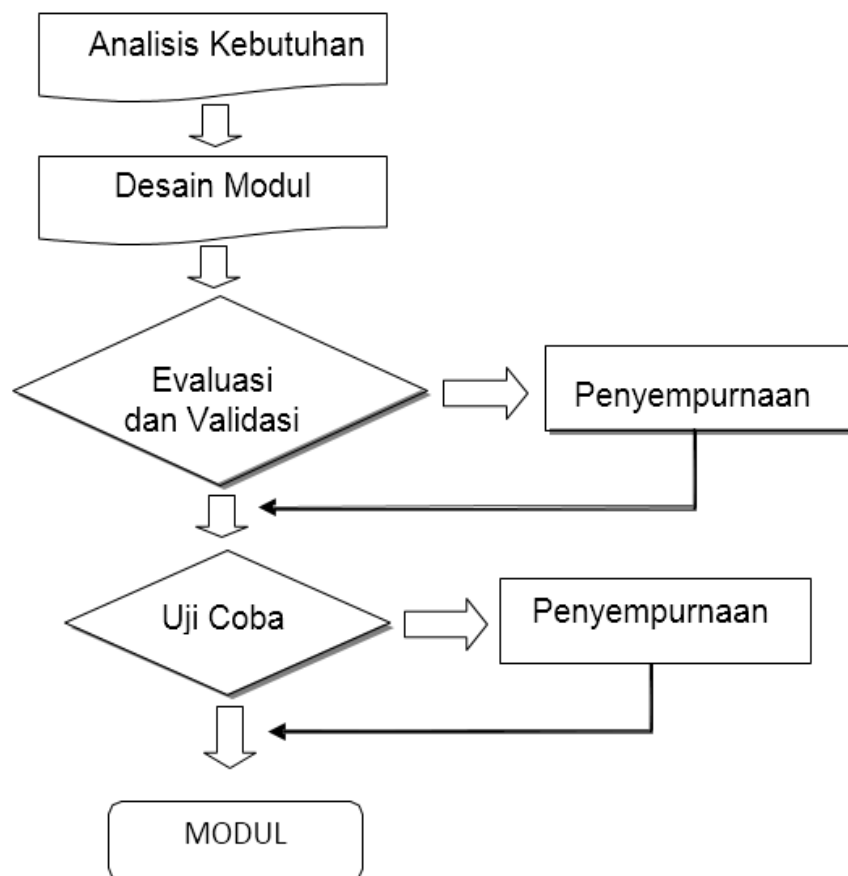 Analisis Kebutuhan
Desain Modul
Evaluasi
dan Validasi
Penyempurnaan
Uji Coba
Penyempurnaan
MODUL